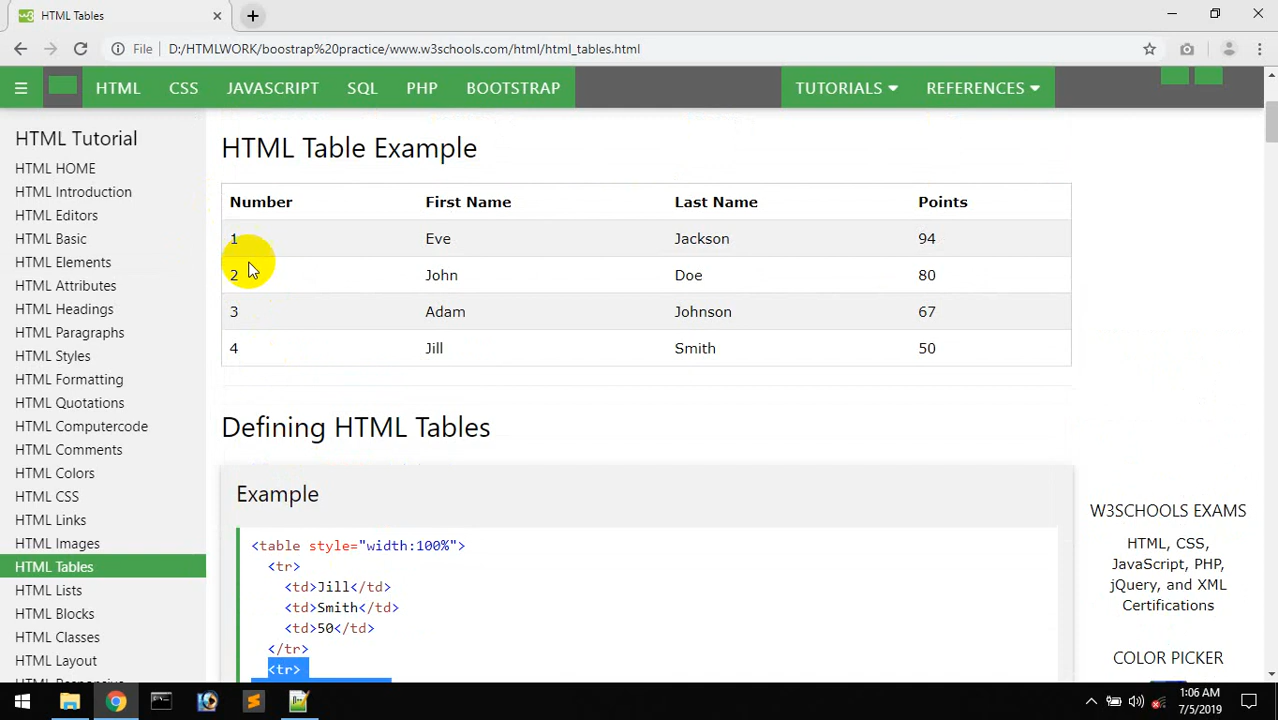 HTML Tables
File
D:/HTMLWORK/boostrap%20practice/www.w3schools.com/html/html_tables.html
HTML CSS JAVASCRIPT SQL PHP BOOTSTRAP TUTORIALS REFERENCES
HTML Tutorial
HTML HOME
HTML Introduction
HTML Editors
HTML Basic
HTML Elements
HTML Attributes
HTML Headings
HTML Paragraphs
HTML Styles
HTML Formatting
HTML Quotations
HTML Computercode
HTML Comments
HTML Colors
HTML CSS
HTML Links
HTML Images
HTML Tables
HTML Lists
HTML Blocks
HTML Classes
HTML Layout
HTML Responsive
HTML Table Example
Number First Name Last Name Points
1 Eve Jackson 94
2 John Doe 80
3 Adam Johnson 67
4 Jill Smith 50
Defining HTML Tables
Example
<table style="width:100%">
<tr>
<td>Jill</td>
<td>Smith</td>
<td>50</td>
</tr>
<tr>
W3SCHOOLS EXAMS
HTML, CSS,
JavaScript, PHP,
jQuery, and XML
Certifications
COLOR PICKER
1:06 AM
7/5/2019